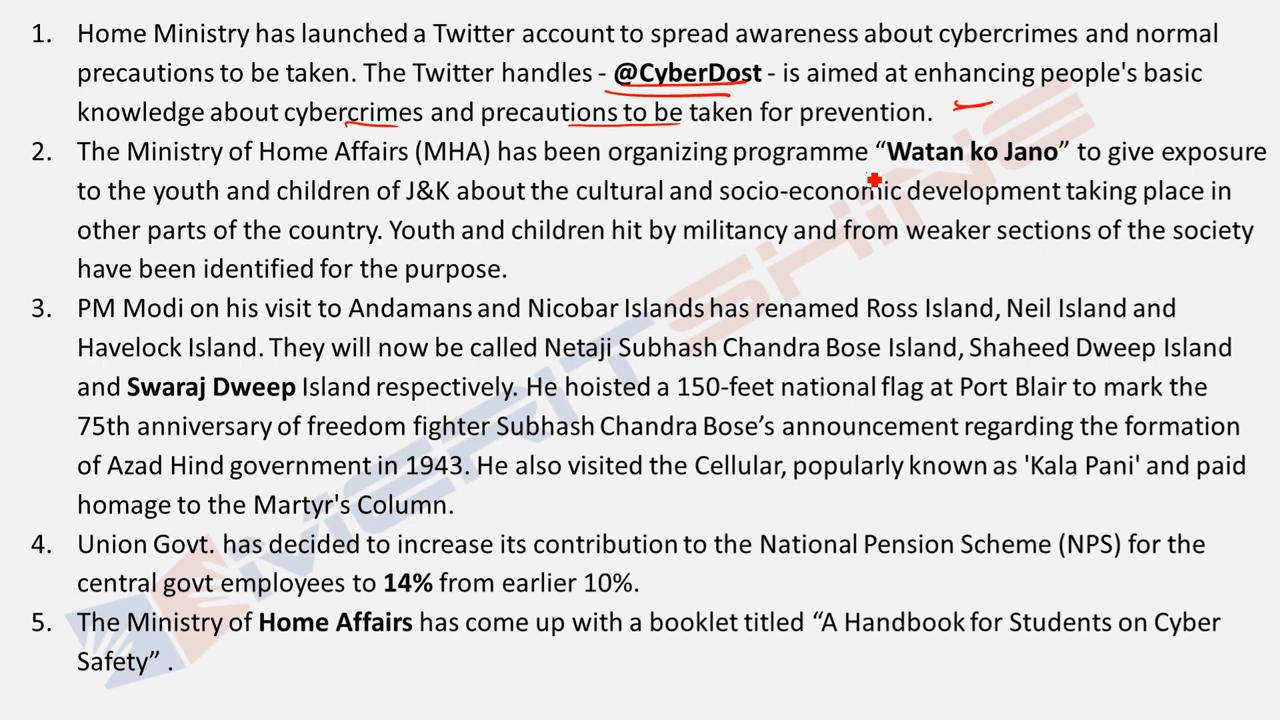 1. Home Ministry has launched a Twitter account to spread awareness about cybercrimes and normal
precautions to be taken. The Twitter handles - @CyberDost - is aimed at enhancing people's basic
knowledge about cybercrimes and precautions to be taken for prevention.
2. The Ministry of Home Affairs (MHA) has been organizing programme “Watan ko Jano” to give exposure
to the youth and children of J&K about the cultural and socio-economic development taking place in
other parts of the country. Youth and children hit by militancy and from weaker sections of the society
have been identified for the purpose.
3. PM Modi on his visit to Andamans and Nicobar Islands has renamed Ross Island, Neil Island and
Havelock Island. They will now be called Netaji Subhash Chandra Bose Island, Shaheed Dweep Island
and Swaraj Dweep Island respectively. He hoisted a 150-feet national flag at Port Blair to mark the
75th anniversary of freedom fighter Subhash Chandra Bose’s announcement regarding the formation
of Azad Hind government in 1943. He also visited the Cellular, popularly known as 'Kala Pani' and paid
homage to the Martyr's Column.
4. Union Govt. has decided to increase its contribution to the National Pension Scheme (NPS) for the
central govt employees to 14% from earlier 10%.
5. The Ministry of Home Affairs has come up with a booklet titled “A Handbook for Students on Cyber
Safety” .
MERITSHINE